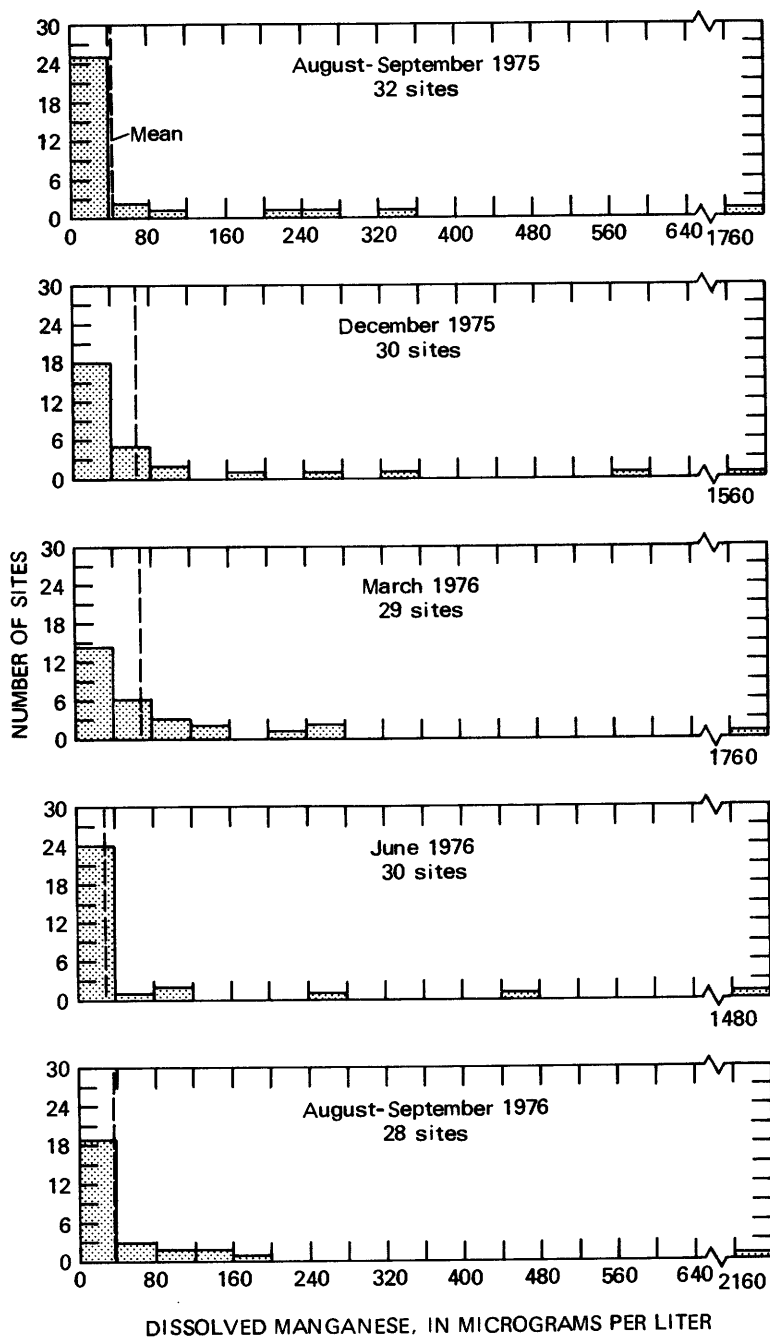 30
24
18
12
6
0
August-September 1975
32 sites
Mean
0 80 160 240 320 400 480 560 640 1760
30
24
18
6
0
December 1975
30 sites
1560
NUMBER OF SITES
30
24
18
12
6
0
March 1976
29 sites
1760
30
24
18
12
6
0
June 1976
30 sites
1480
30
24
18
12
6
0
August-September 1976
28 sites
0 80 160 240 320 400 480 560 640 2160
DISSOLVED MANGANESE, IN MICROGRAMS PER LITER